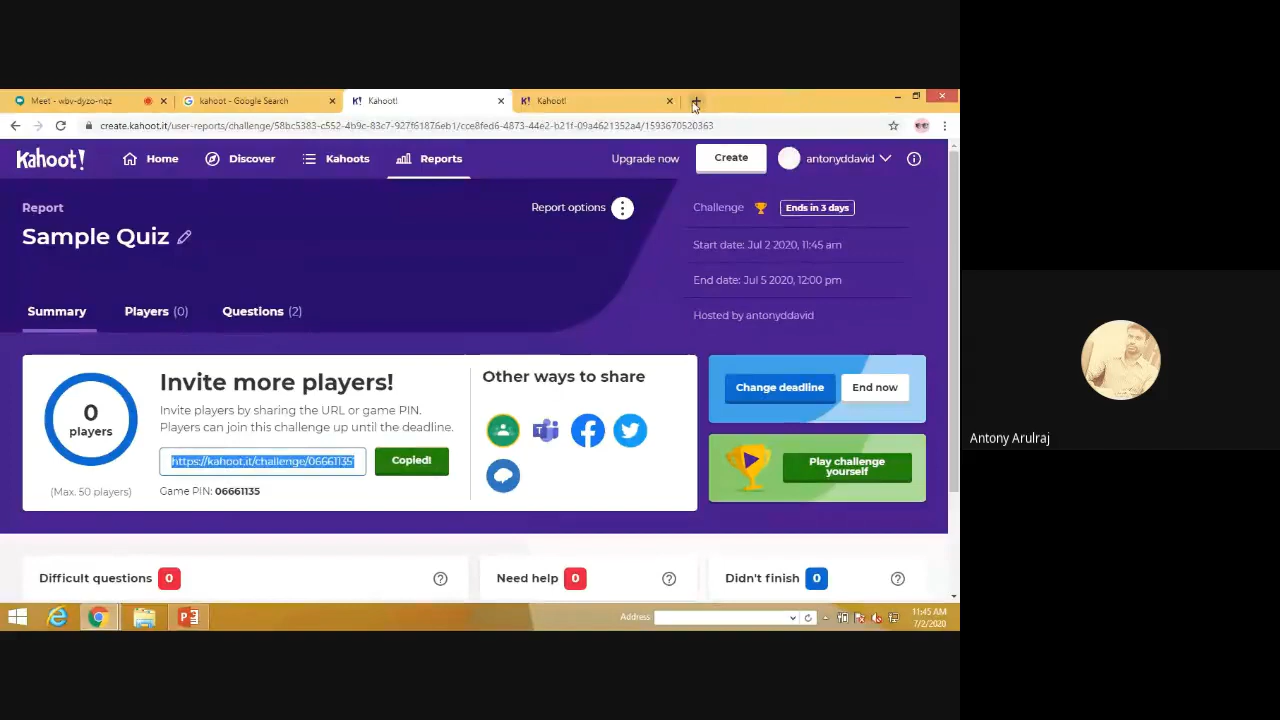 Meet - wby-dyzo-nqz
kahoot - Google Search
Kahoot!
Kahoot!
create.kahoot.it/user-reports/challenge/58bc5383-c552-4b9c-83c7-927f61876eb1/cce8fed6-4873-44e2-b21f-09a4621352a4/1593670520363
Kahoot!
Home
Discover
Kahoots
Reports
Upgrade now
Create
antonyddavid
Report
Report options
Sample Quiz
Challenge
Ends in 3 days
Start date: Jul 2 2020, 11:45 am
End date: Jul 5 2020, 12:00 pm
Hosted by antonyddavid
Summary
Players (0)
Questions (2)
0
players
(Max. 50 players)
Invite more players!
Invite players by sharing the URL or game PIN.
Players can join this challenge up until the deadline.
https://kahoot.it/challenge/06661135
Copied!
Game PIN: 06661135
Other ways to share
Change deadline
End now
Play challenge
yourself
Difficult questions 0
Need help 0
Didn't finish 0
Address
11:45 AM
7/2/2020
Antony Arulraj